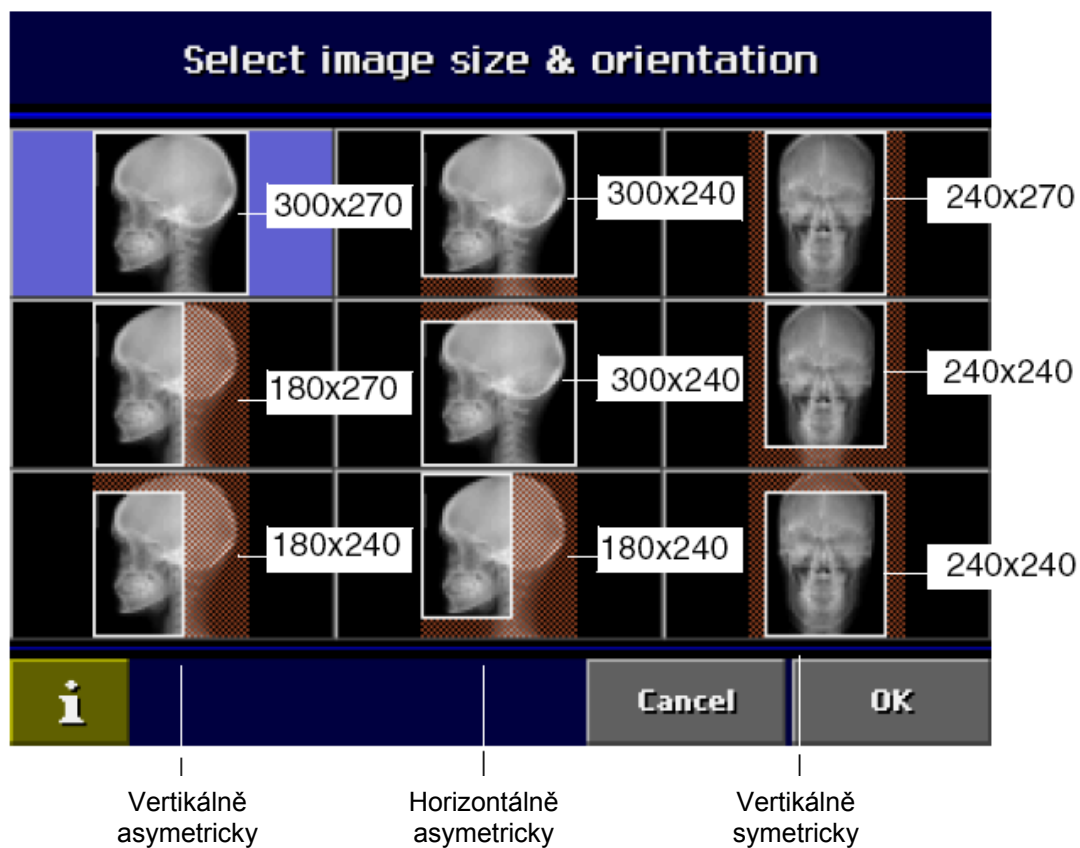 Select image size & orientation
300x270
300x240
240x270
180x270
300x240
240x240
180x240
180x240
240x240
i
Cancel
OK
Vertikálně
asymetricky
Horizontálně
asymetricky
Vertikálně
symetricky